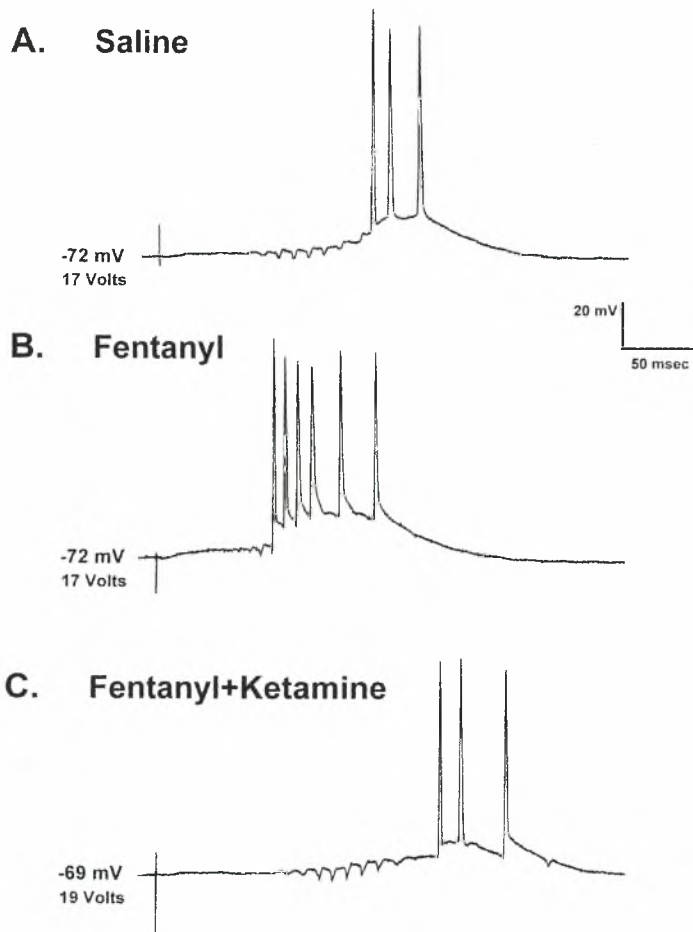 A. Saline
-72 mV
17 Volts
20 mV
50 msec
B. Fentanyl
-72 mV
17 Volts
C. Fentanyl+Ketamine
-69 mV
19 Volts